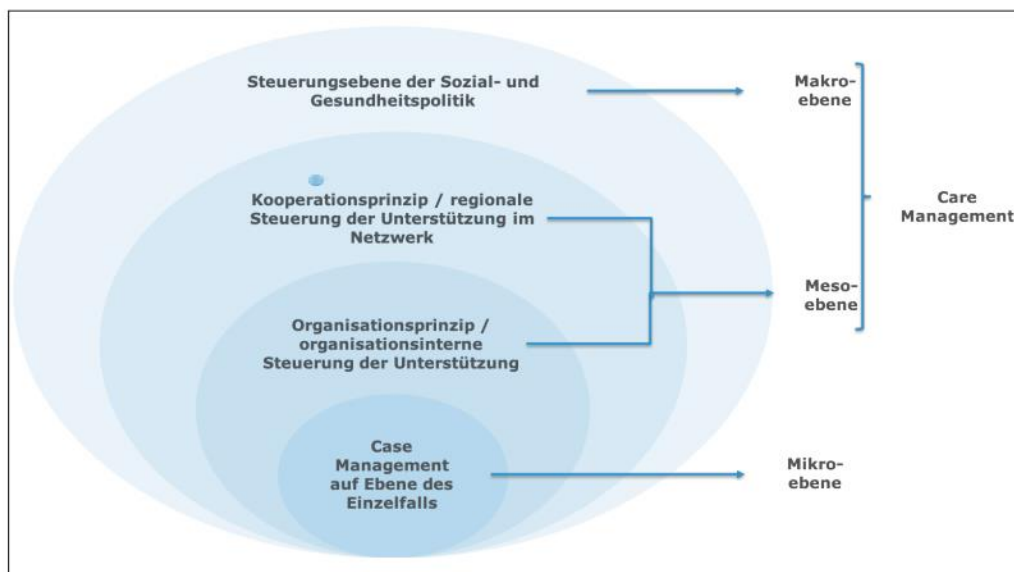 Steuerungsebene der Sozial- und
Gesundheitspolitik
Makro-
ebene
Kooperationsprinzip / regionale
Steuerung der Unterstützung im
Netzwerk
Care
Management
Meso-
ebene
Organisationsprinzip /
organisationsinterne
Steuerung der Unterstützung
Case
Management
auf Ebene des
Einzelfalls
Mikro-
ebene